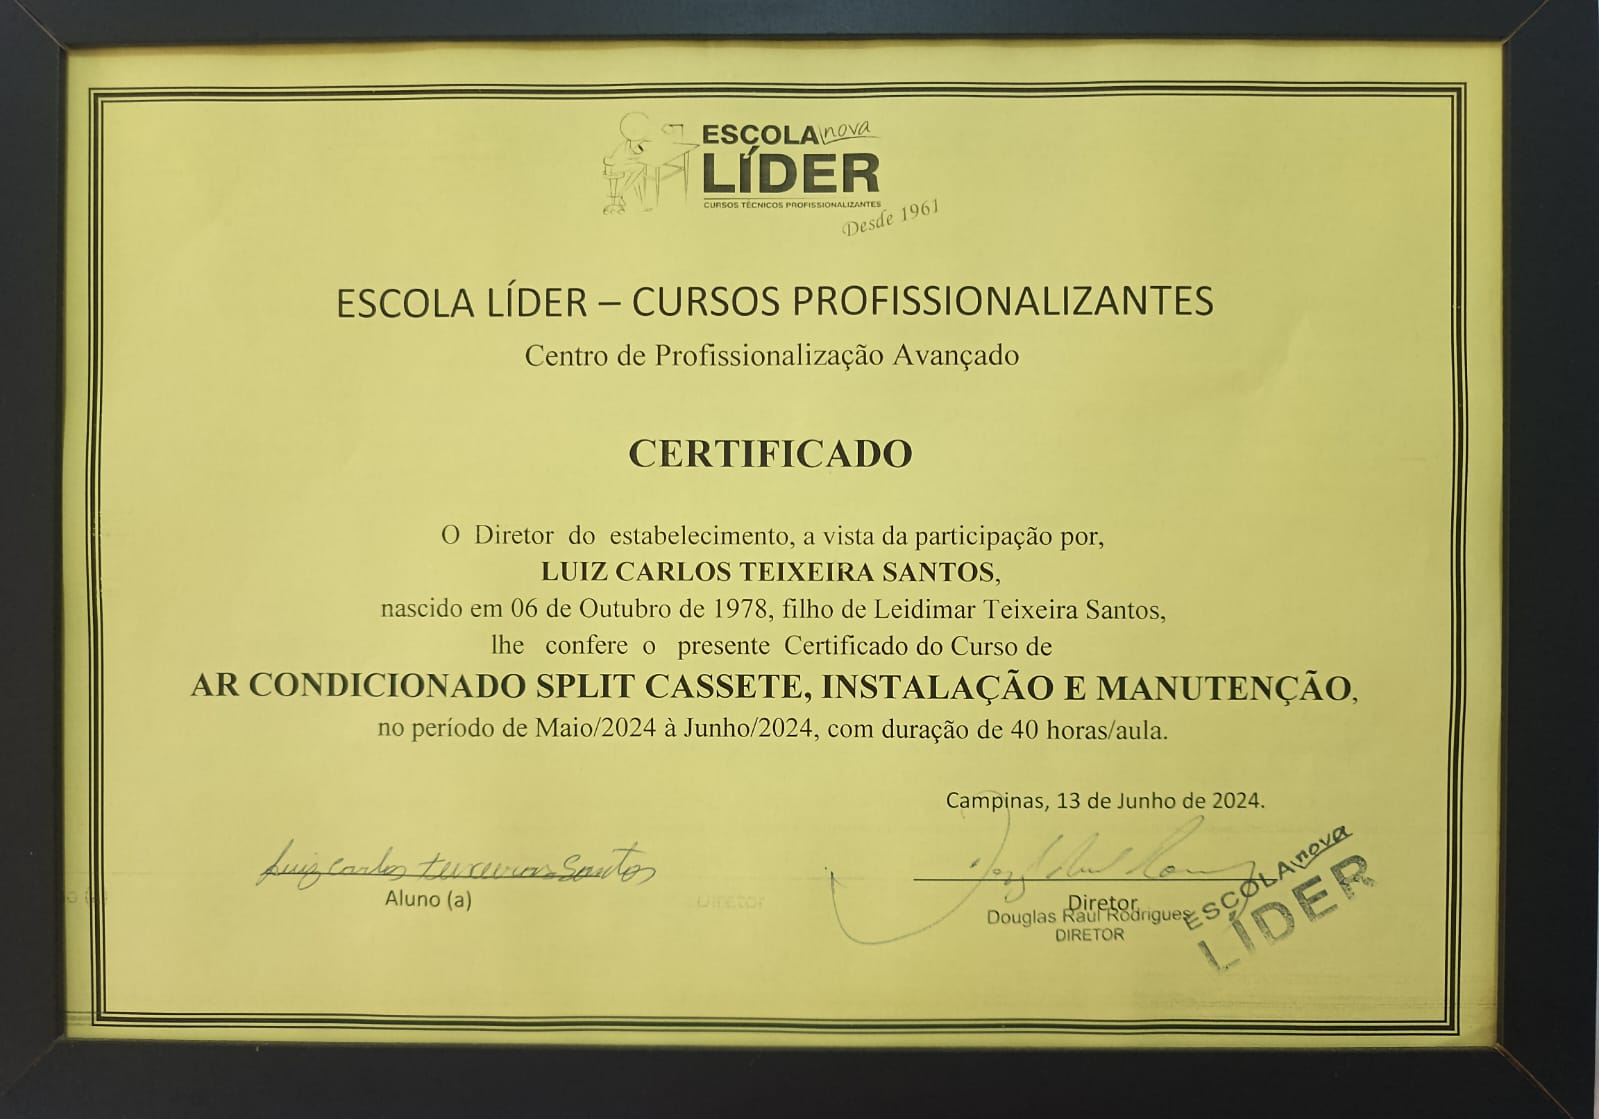 ESCOLA nova
LÍDER
CURSOS TÉCNICOS PROFISSIONALIZANTES
Desde 1961
ESCOLA LÍDER – CURSOS PROFISSIONALIZANTES
Centro de Profissionalização Avançado
CERTIFICADO
O Diretor do estabelecimento, a vista da participação por,
LUIZ CARLOS TEIXEIRA SANTOS,
nascido em 06 de Outubro de 1978, filho de Leidimar Teixeira Santos,
lhe confere o presente Certificado do Curso de
AR CONDICIONADO SPLIT CASSETE, INSTALAÇÃO E MANUTENÇÃO,
no período de Maio/2024 à Junho/2024, com duração de 40 horas/aula.
Campinas, 13 de Junho de 2024.
Luiz Carlos Teixeira Santos
Aluno (a)
DIRETOR
Diretor
Douglas Raul Rodrigues
DIRETOR
ESCOLA nova
LÍDER